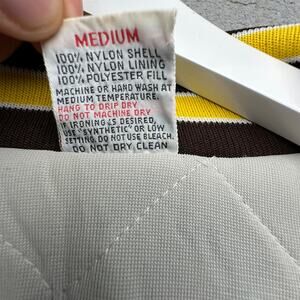 MEDIUM
100% NYLON SHELL
100% NYLON LINING
100% POLYESTER FILL
MACHINE OR HAND WASH AT
MEDIUM TEMPERATURE.
HANG TO DRIP DRY
DO NOT MACHINE DRY
IF IRONING IS DESIRED,
USE "SYNTHETIC" OR LOW
SETTING. DO NOT USE BLEACH.
DO NOT DRY CLEAN